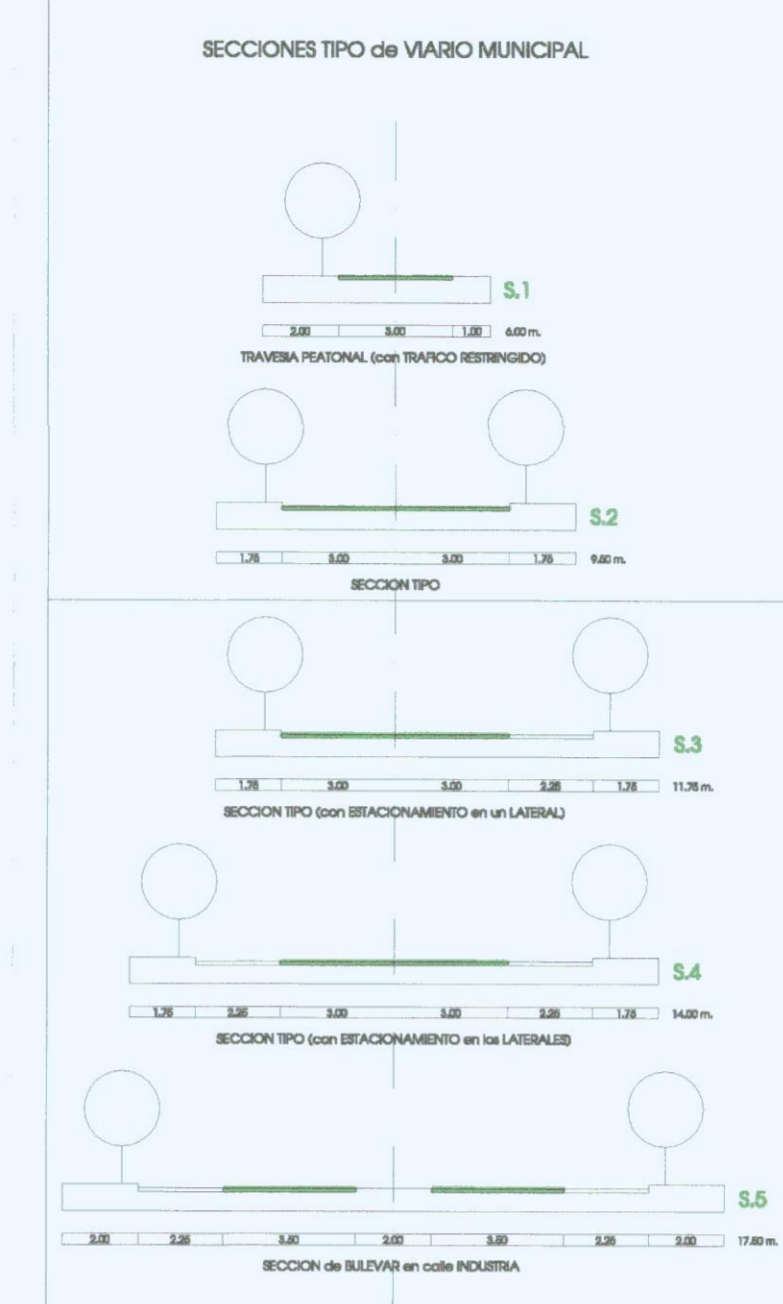 SECCIONES TIPO de VIARIO MUNICIPAL
S.1
2.00 3.00 1.00 6.00 m.
TRAVESIA PEATONAL (con TRAFICO RESTRINGIDO)
S.2
1.75 3.00 3.00 1.75 9.50 m.
SECCION TIPO
S.3
1.75 3.00 3.00 2.25 1.75 11.75 m.
SECCION TIPO (con ESTACIONAMIENTO en un LATERAL)
S.4
1.75 2.25 3.00 3.00 2.25 1.75 14.00 m.
SECCION TIPO (con ESTACIONAMIENTO en los LATERALES)
S.5
2.00 2.25 3.50 2.00 3.50 2.25 2.00 17.50 m.
SECCION de BULEVAR en calle INDUSTRIA